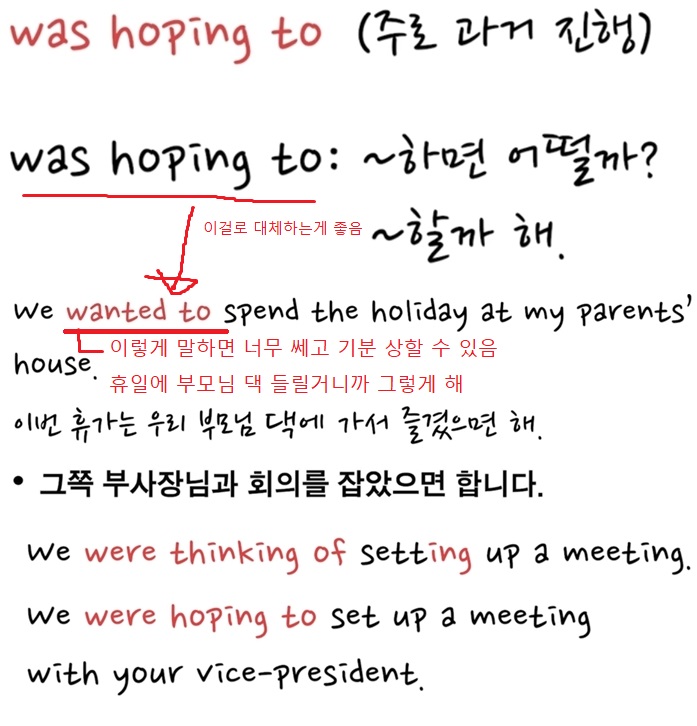 was hoping to (주로 과거 진행)
was hoping to: ~하면 어떨까?
이걸로 대체하는게 좋음
~할까 해.
we wanted to spend the holiday at my parents'
이렇게 말하면 너무 쎄고 기분 상할 수 있음
house.
휴일에 부모님 댁 들릴거니까 그렇게 해
이번 휴가는 우리 부모님 댁에 가서 즐겼으면 해.
• 그쪽 부사장님과 회의를 잡았으면 합니다.
we were thinking of setting up a meeting.
we were hoping to set up a meeting
with your vice-president.